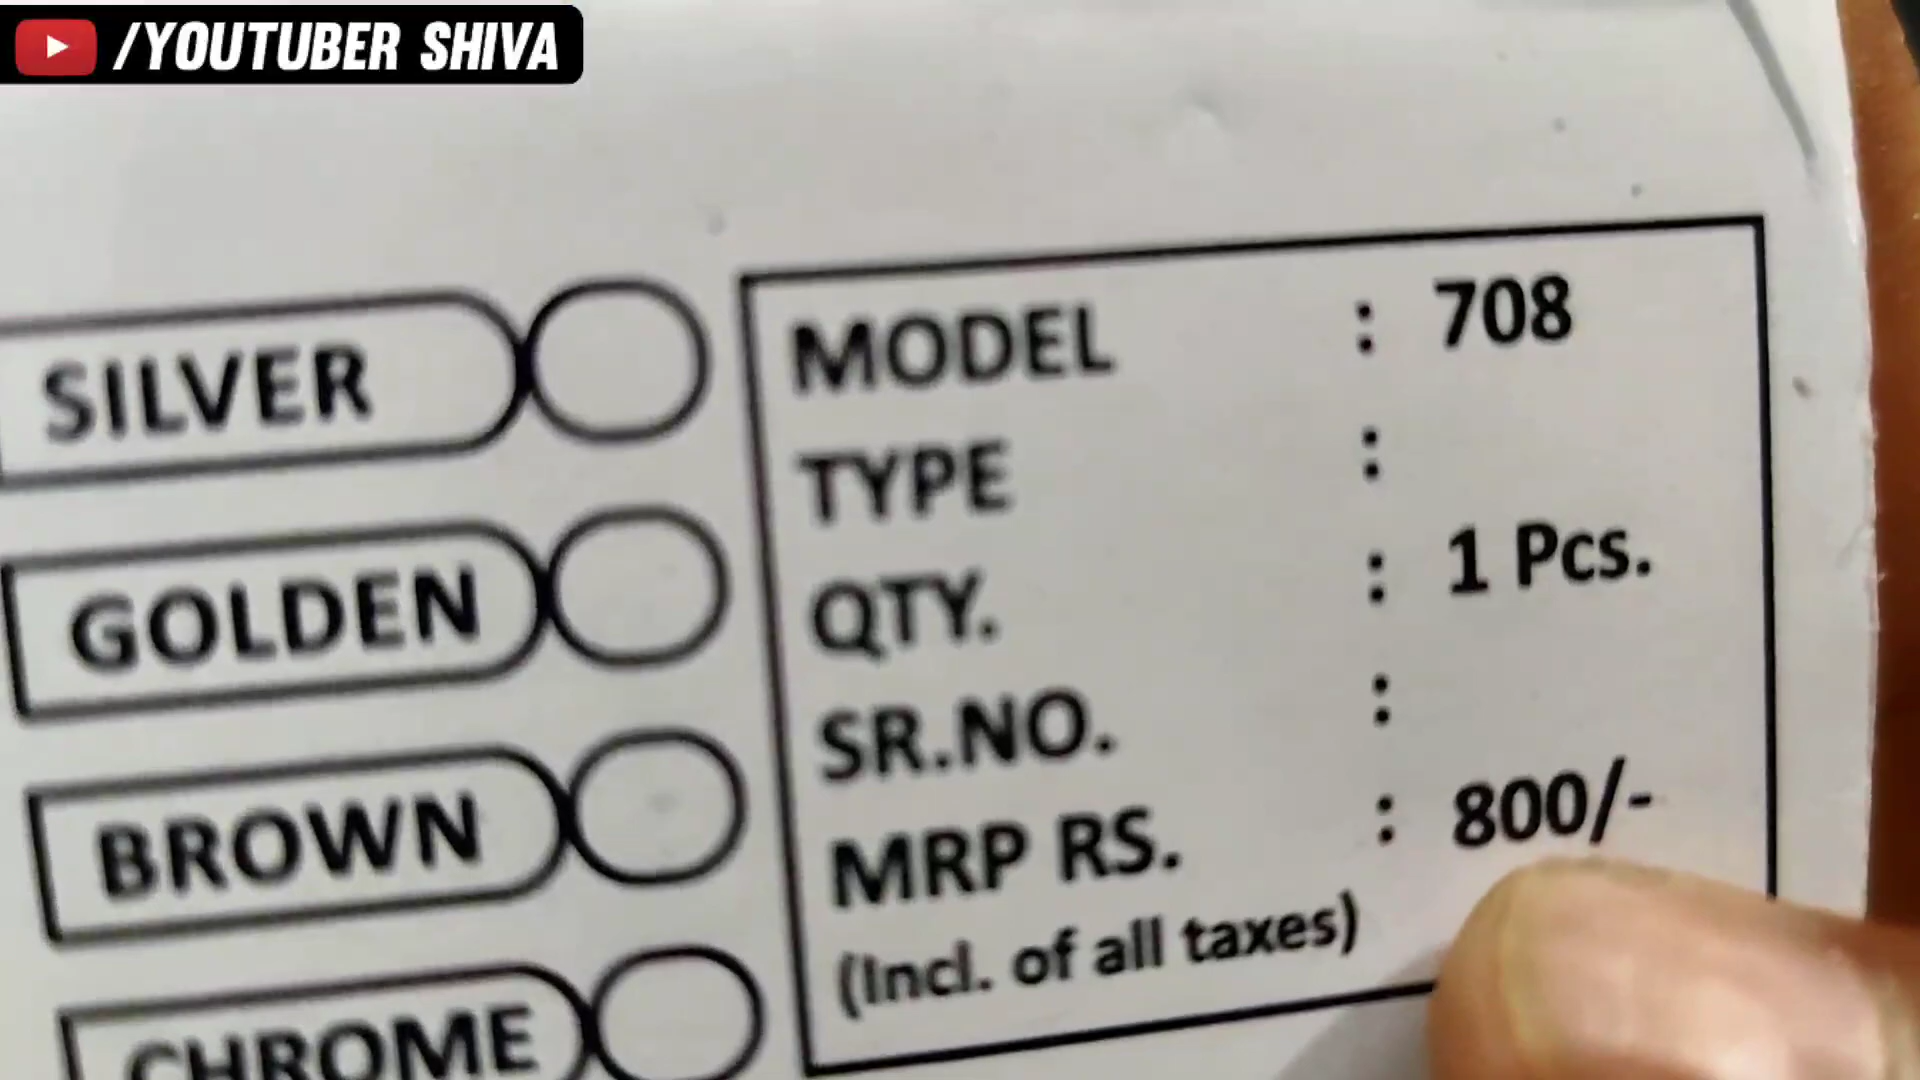 /YOUTUBER SHIVA
SILVER
GOLDEN
BROWN
CHROME
MODEL : 708
TYPE :
QTY. : 1 Pcs.
SR.NO. :
MRP RS. : 800/-
(Incl. of all taxes)